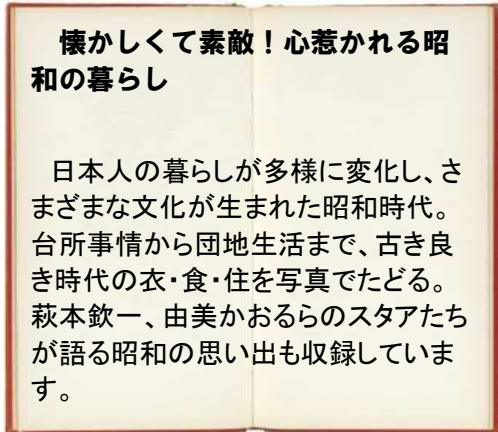 懐かしくて素敵！心惹かれる昭
和の暮らし
日本人の暮らしが多様に変化し、さ
まざまな文化が生まれた昭和時代。
台所事情から団地生活まで、古き良
き時代の衣・食・住を写真でたどる。
萩本欽一、由美かおるらのスタアたち
が語る昭和の思い出も収録していま
す。